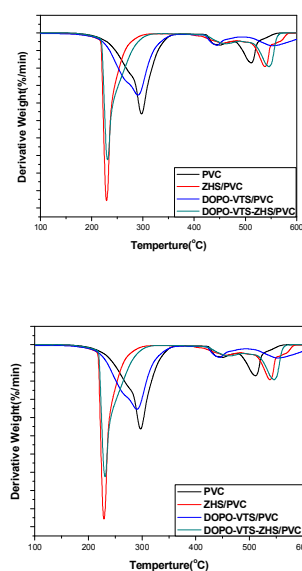 Derivative Weight(%/min)
PVC
ZHS/PVC
DOPO-VTS/PVC
DOPO-VTS-ZHS/PVC
100 200 300 400 500 600
Temperture(°C)
Derivative Weight(%/min)
PVC
ZHS/PVC
DOPO-VTS/PVC
DOPO-VTS-ZHS/PVC
100 200 300 400 500 600
Temperture(°C)